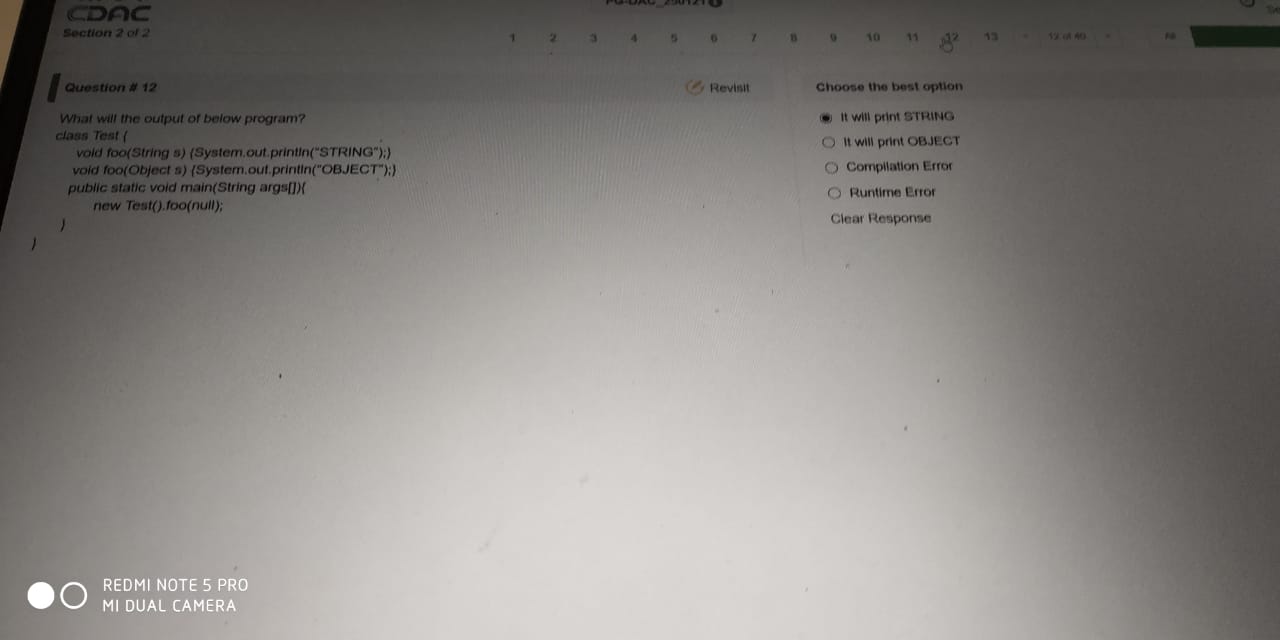 CDAC
Section 2 of 2
1 2 3 4 5 6 7 8 9 10 11 12 13 12 of 40 All
Question # 12
Revisit
What will the output of below program?
class Test {
void foo(String s) {System.out.println("STRING");}
void foo(Object s) {System.out.println("OBJECT");}
public static void main(String args[]){
new Test().foo(null);
}
}
Choose the best option
It will print STRING
It will print OBJECT
Compilation Error
Runtime Error
Clear Response
REDMI NOTE 5 PRO
MI DUAL CAMERA